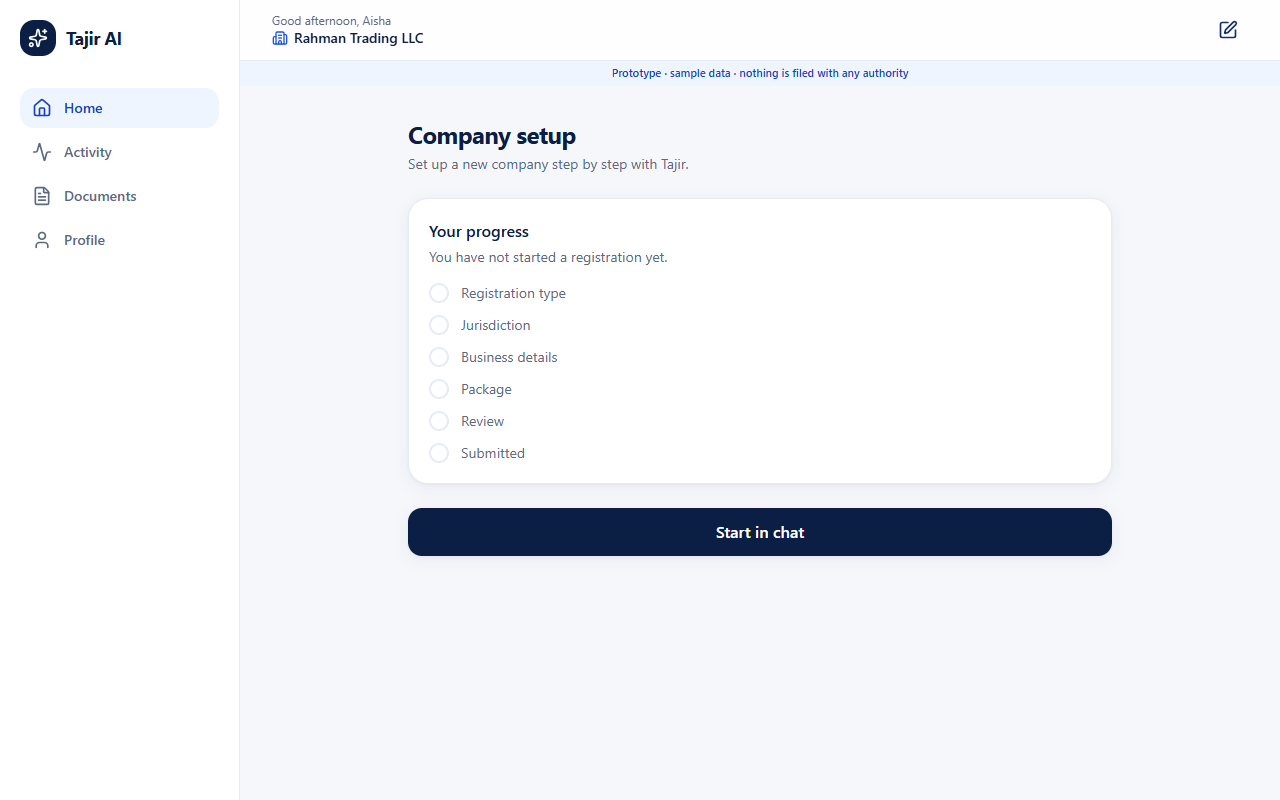 Tajir AI
Home
Activity
Documents
Profile
Good afternoon, Aisha
Rahman Trading LLC
Prototype · sample data · nothing is filed with any authority
Company setup
Set up a new company step by step with Tajir.
Your progress
You have not started a registration yet.
Registration type
Jurisdiction
Business details
Package
Review
Submitted
Start in chat